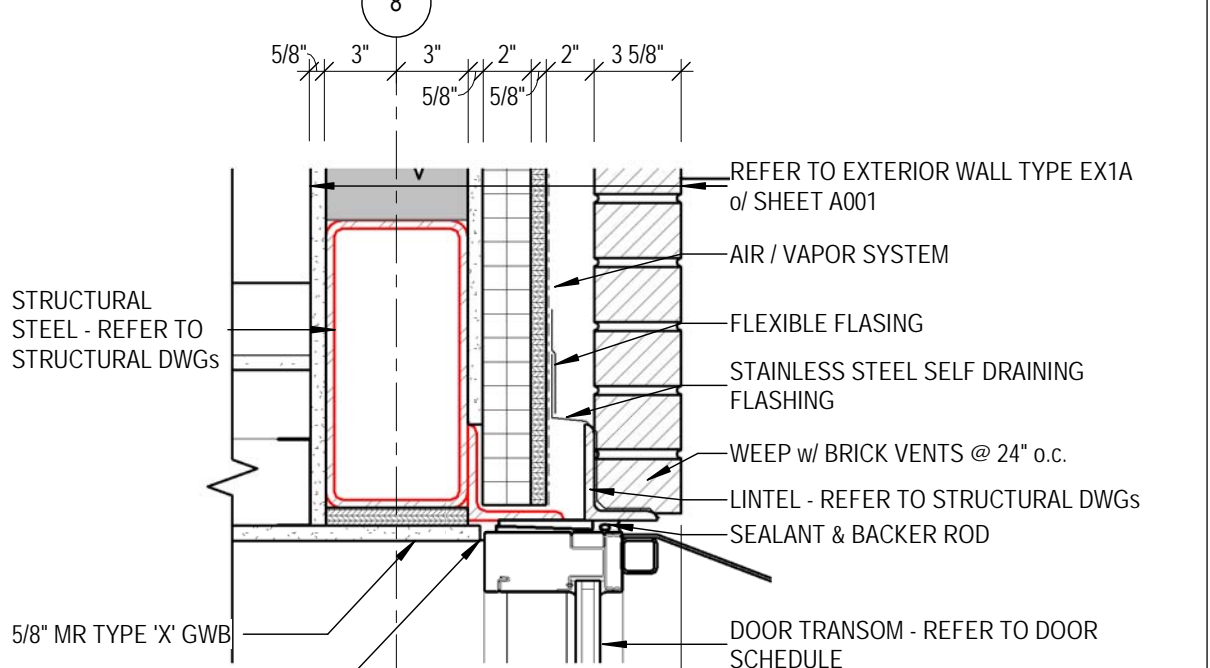 8
5/8" 3" 3" 2" 2" 3 5/8"
5/8" 5/8"
REFER TO EXTERIOR WALL TYPE EX1A
o/ SHEET A001
AIR / VAPOR SYSTEM
STRUCTURAL
STEEL - REFER TO
STRUCTURAL DWGs
FLEXIBLE FLASING
STAINLESS STEEL SELF DRAINING
FLASHING
WEEP w/ BRICK VENTS @ 24" o.c.
LINTEL - REFER TO STRUCTURAL DWGs
SEALANT & BACKER ROD
5/8" MR TYPE 'X' GWB
DOOR TRANSOM - REFER TO DOOR
SCHEDULE